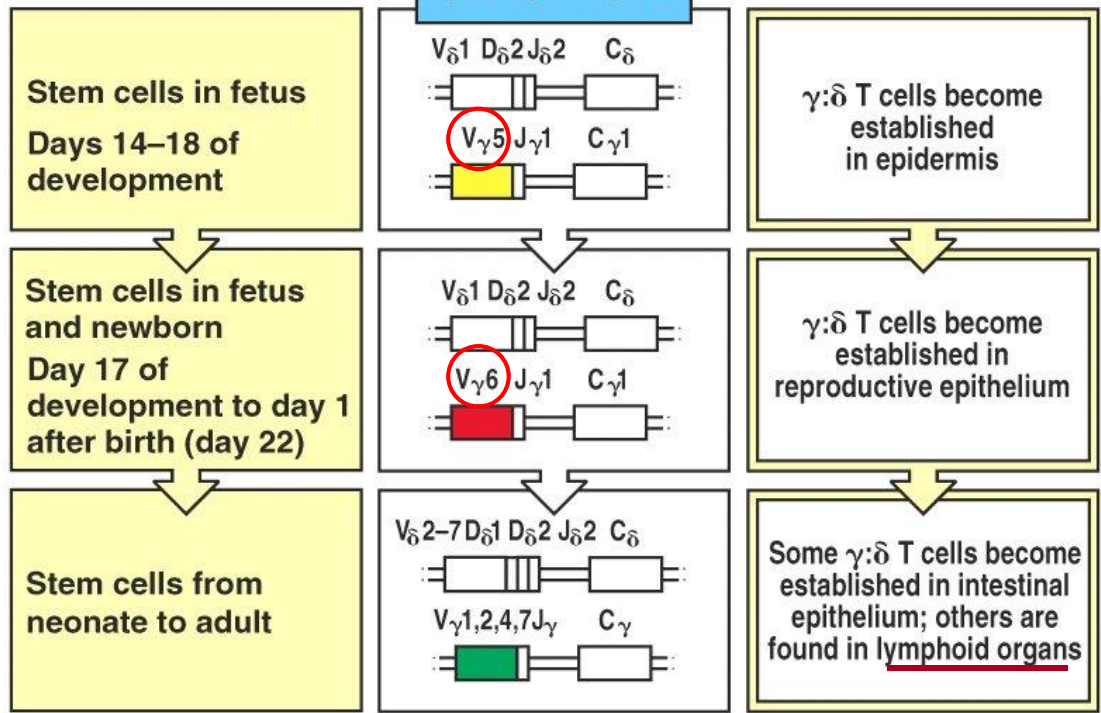 Stem cells in fetus
Days 14–18 of
development
Vδ1 Dδ2 Jδ2 Cδ
Vγ5 Jγ1 Cγ1
γ:δ T cells become
established
in epidermis
Stem cells in fetus
and newborn
Day 17 of
development to day 1
after birth (day 22)
Vδ1 Dδ2 Jδ2 Cδ
Vγ6 Jγ1 Cγ1
γ:δ T cells become
established in
reproductive epithelium
Stem cells from
neonate to adult
Vδ2–7 Dδ1 Dδ2 Jδ2 Cδ
Vγ1,2,4,7Jγ Cγ
Some γ:δ T cells become
established in intestinal
epithelium; others are
found in lymphoid organs